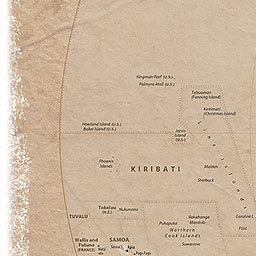 Kingman Reef (U.S.)
Palmyra Atoll (U.S.)
Tabuaeran
(Fanning Island)
Kiritimati
(Christmas Island)
Howland Island (U.S.)
Baker Island (U.S.)
Jarvis
Island
(U.S.)
Phoenix
Islands
KIRIBATI
Malden
Starbuck
Tokelau
(N.Z.)
Nukunonu
TUVALU
Pukapuka
Rakahanga
Manihiki
Caroline I.
Flint
Northern
Cook Islands
Suwarrow
Wallis and
Futuna
(FRANCE)
SAMOA
Savai'i
Apia
Pago Pago